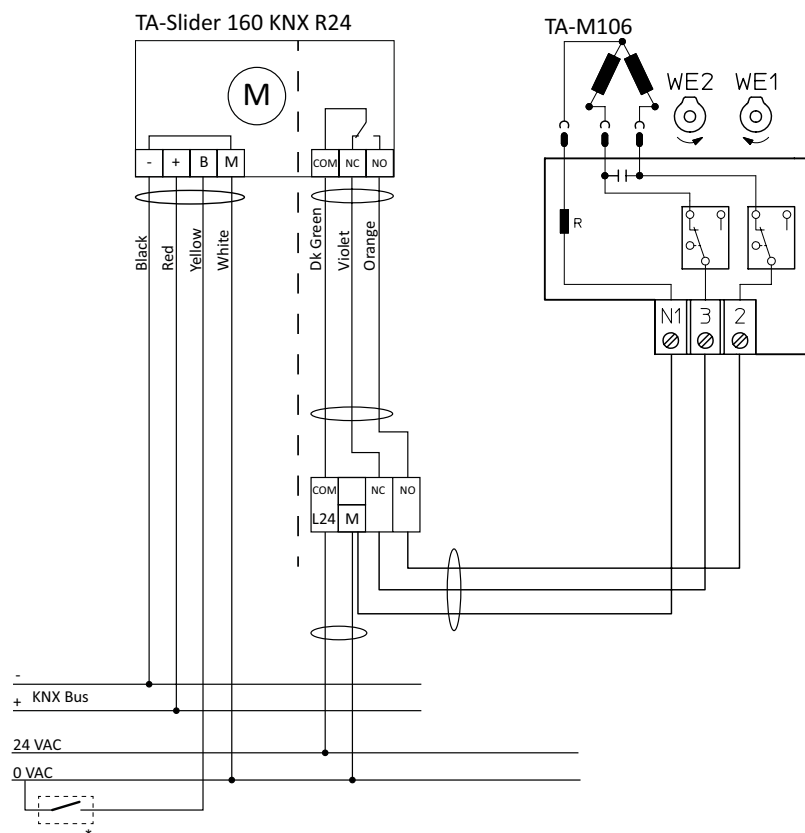 TA-Slider 160 KNX R24
TA-M106
WE2 WE1
M
- + B M
COM NC NO
R
Black
Red
Yellow
White
Dk Green
Violet
Orange
N1 3 2
COM NC NO
L24 M
-
+ KNX Bus
24 VAC
0 VAC
*